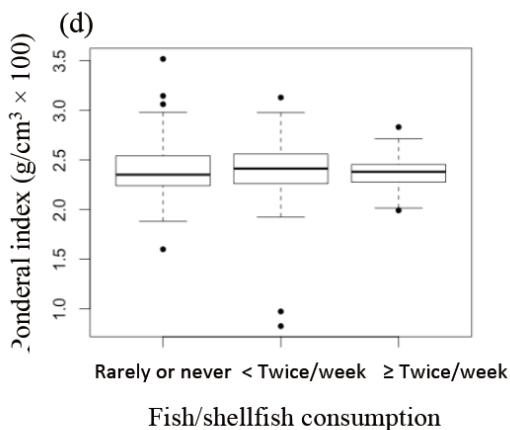 (d)
Ponderal index (g/cm³ × 100)
3.5
3.0
2.5
2.0
1.5
1.0
Rarely or never < Twice/week ≥ Twice/week
Fish/shellfish consumption